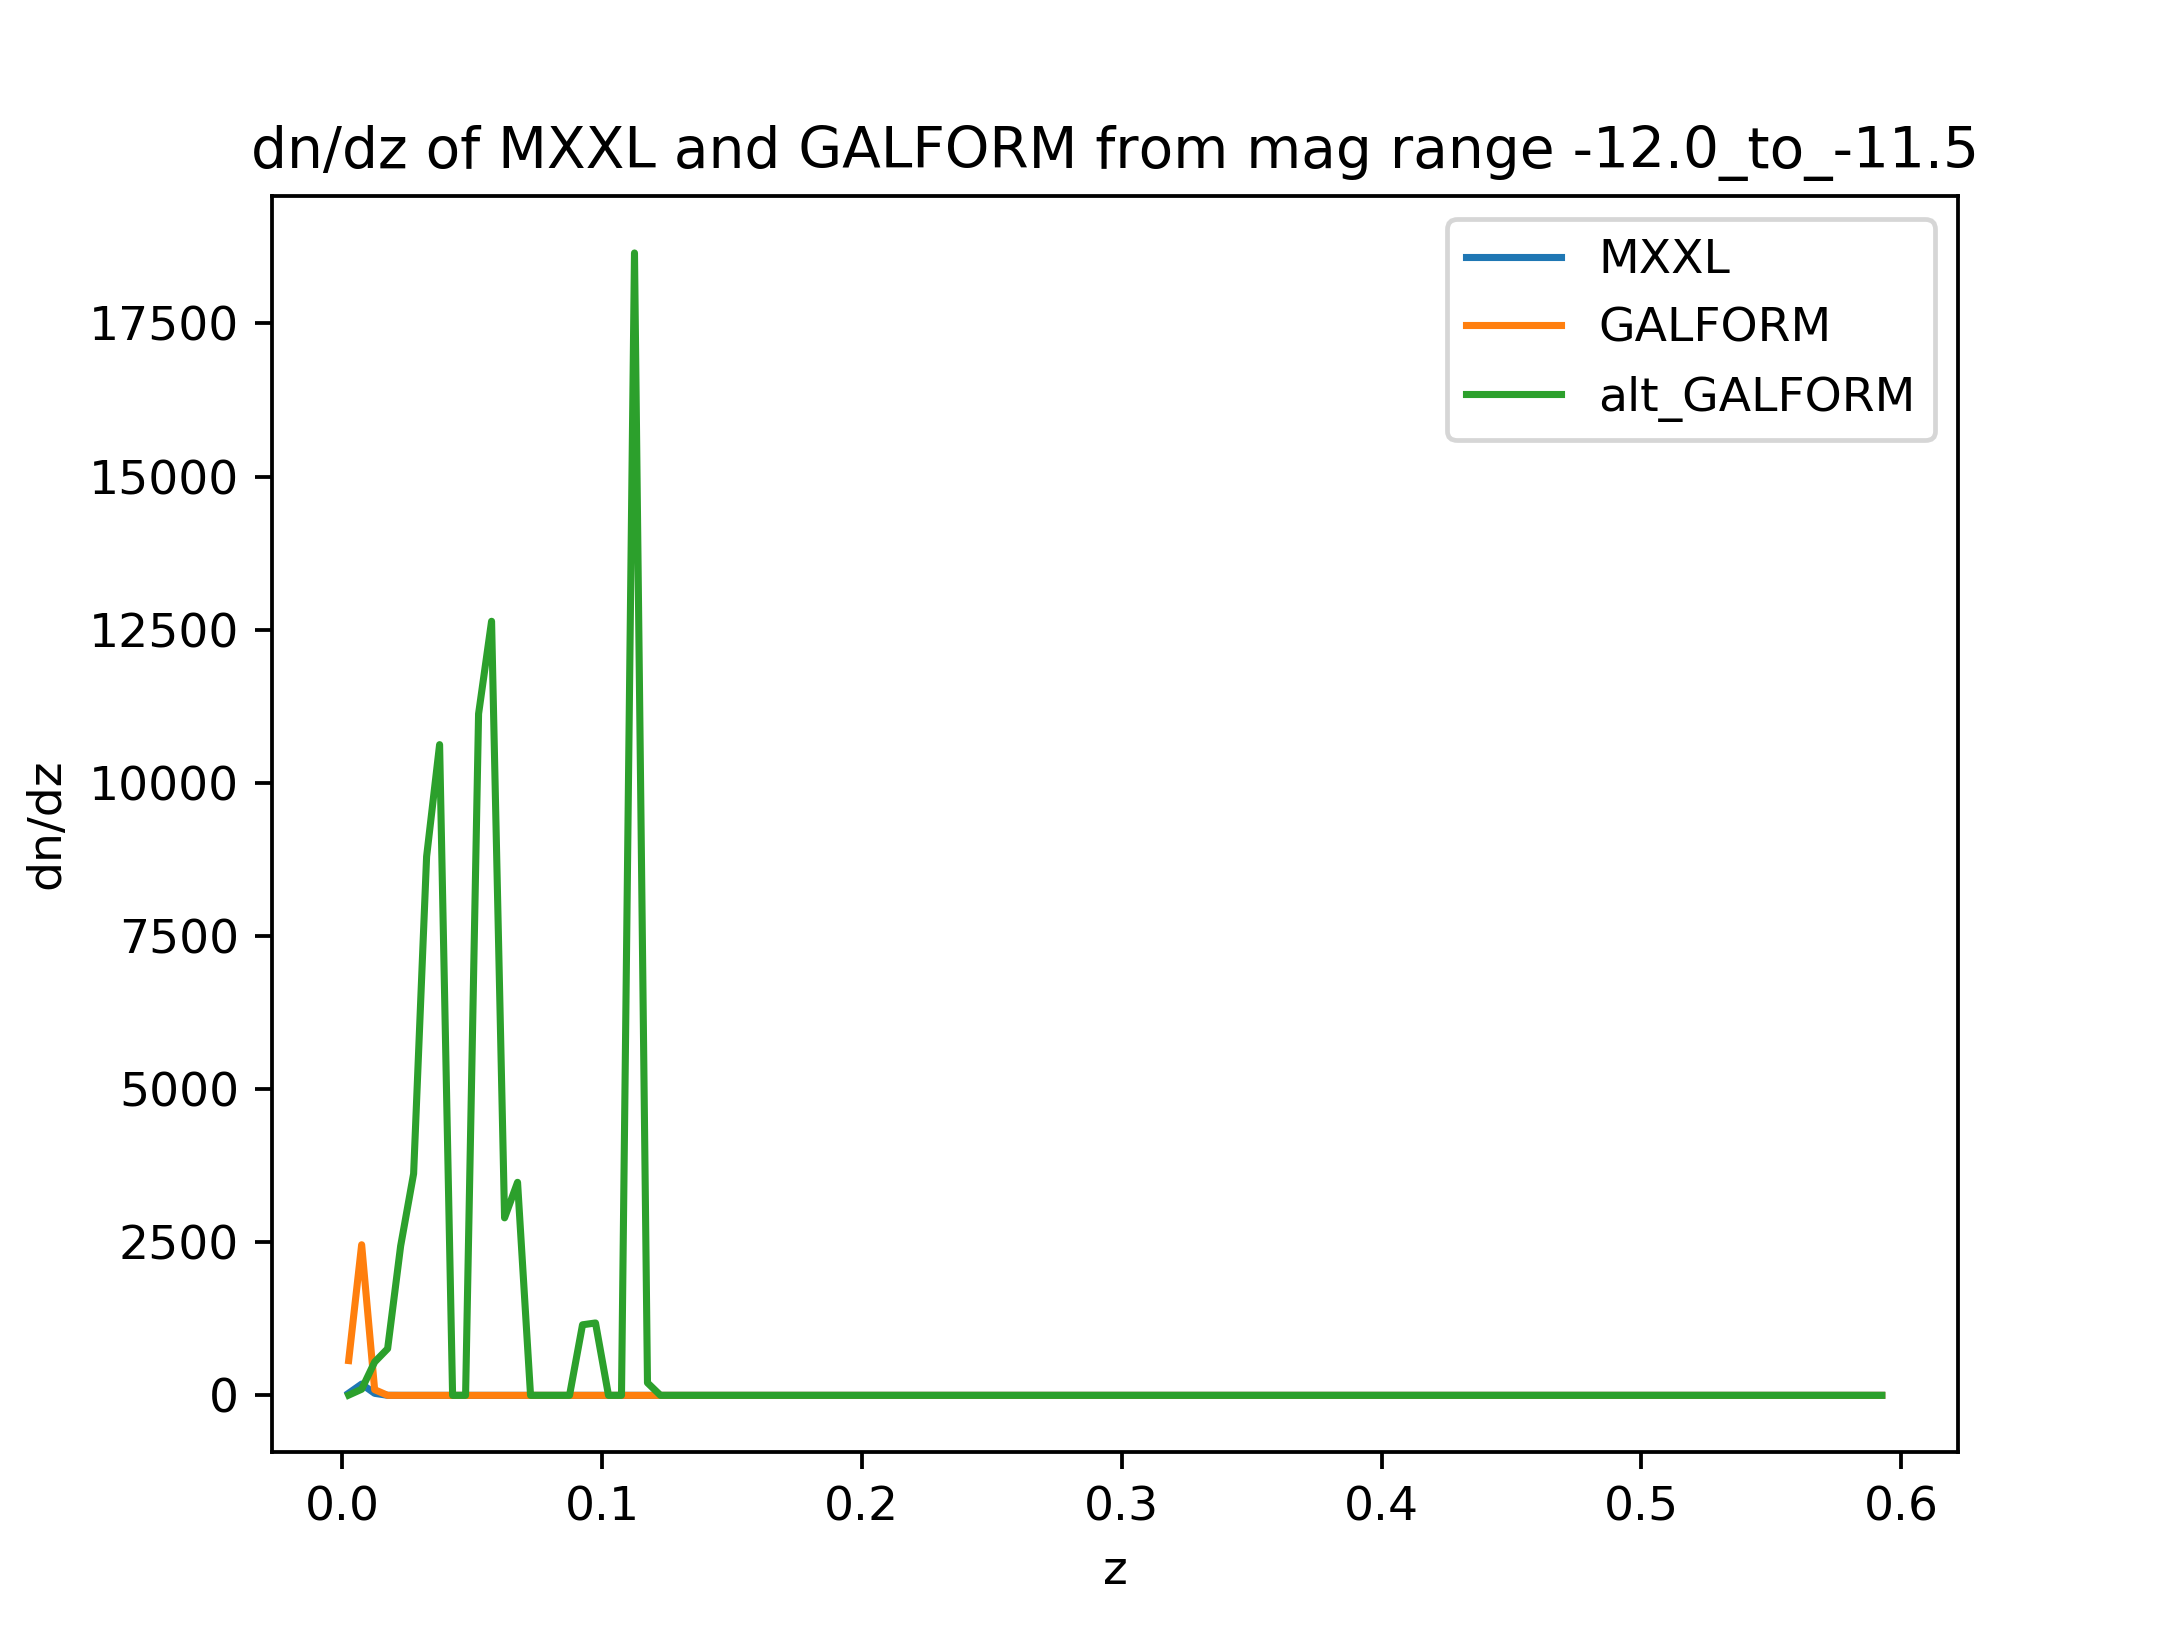 dn/dz of MXXL and GALFORM from mag range -12.0_to_-11.5
MXXL
GALFORM
alt_GALFORM
17500
15000
12500
10000
7500
5000
2500
0
dn/dz
0.0 0.1 0.2 0.3 0.4 0.5 0.6
z